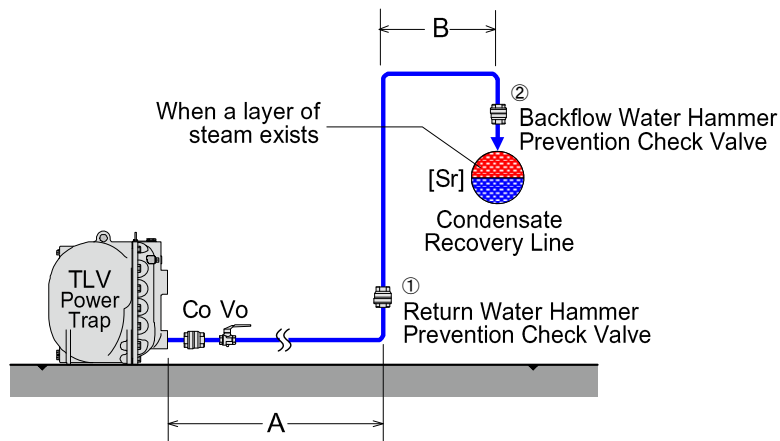 B
②
When a layer of
steam exists
Backflow Water Hammer
Prevention Check Valve
[Sr]
Condensate
Recovery Line
TLV
Power
Trap
Co Vo
①
Return Water Hammer
Prevention Check Valve
A